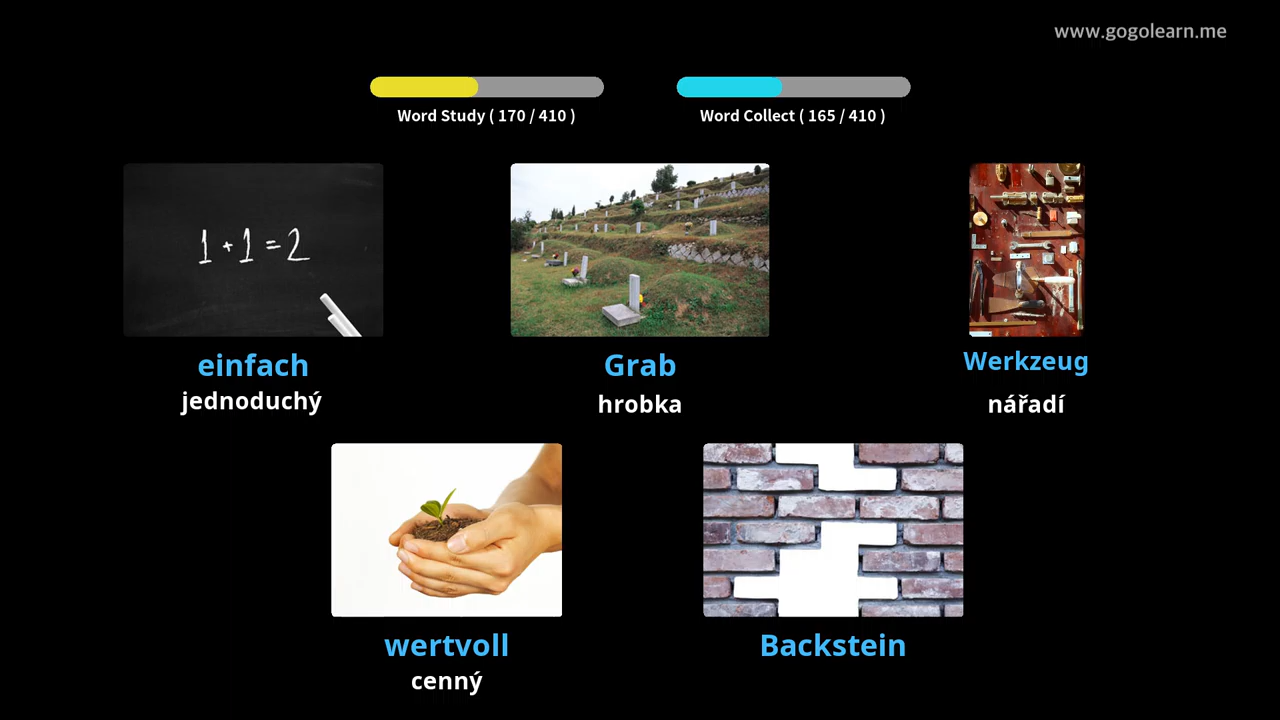 www.gogolearn.me
Word Study ( 170 / 410 )
Word Collect ( 165 / 410 )
1 + 1 = 2
einfach
jednoduchý
Grab
hrobka
Werkzeug
nářadí
wertvoll
cenný
Backstein